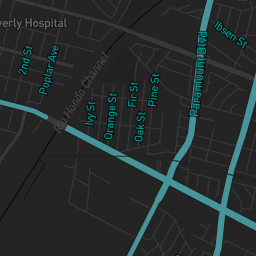 verly Hospital
Ibsen St
2nd St
Poplar Ave
Rio Hondo Channel
Ivy St
Orange St
Fir St
Oak St
Pine St
Paramount Blvd